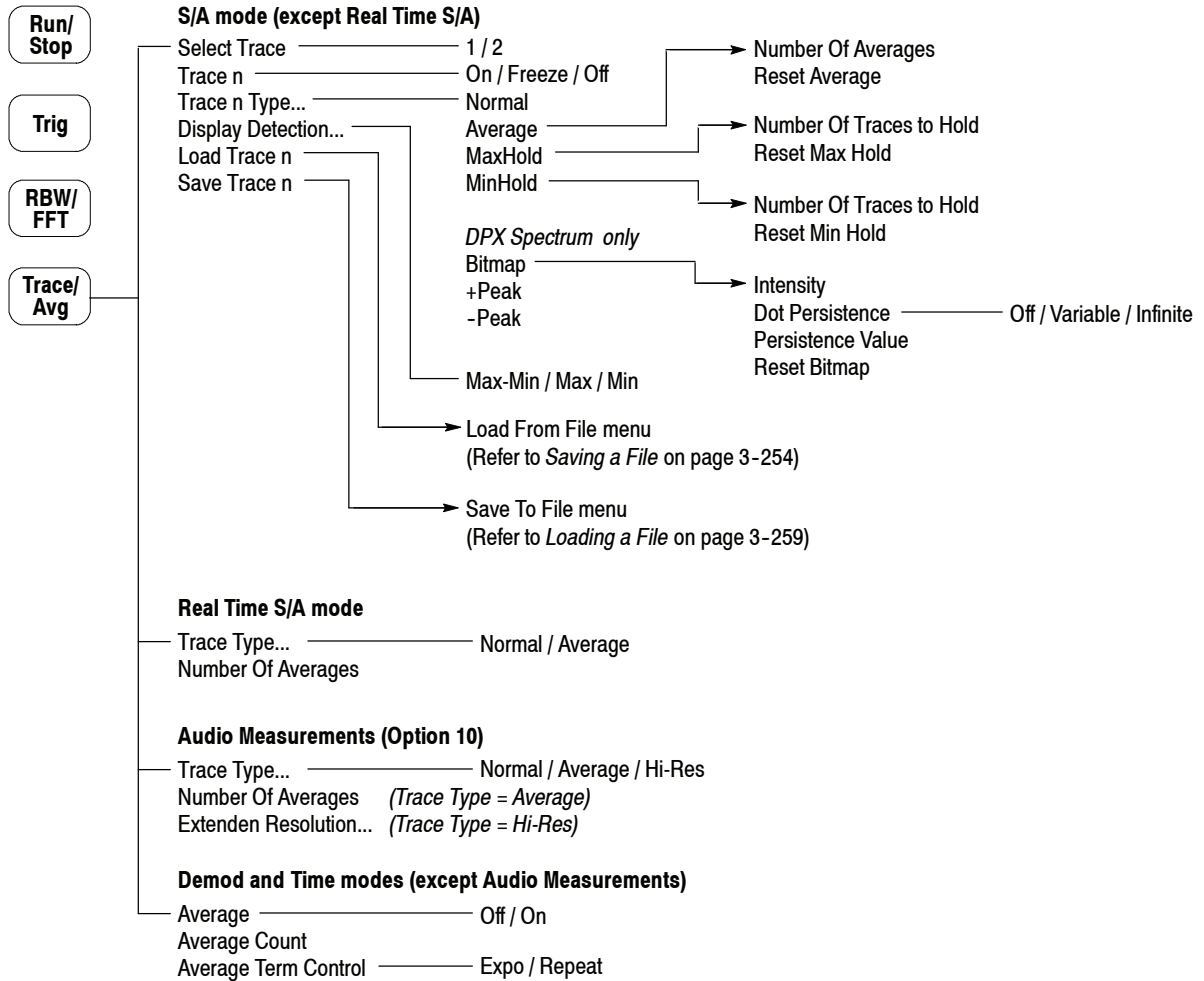 Run/
Stop
Trig
RBW/
FFT
Trace/
Avg
S/A mode (except Real Time S/A)
Select Trace 1 / 2
Trace n On / Freeze / Off
Trace n Type... Normal
Display Detection... Average
Load Trace n MaxHold
Save Trace n MinHold
Number Of Averages
Reset Average
Number Of Traces to Hold
Reset Max Hold
Number Of Traces to Hold
Reset Min Hold
DPX Spectrum only
Bitmap
+Peak
-Peak
Intensity
Dot Persistence Off / Variable / Infinite
Persistence Value
Reset Bitmap
Max-Min / Max / Min
Load From File menu
(Refer to Saving a File on page 3-254)
Save To File menu
(Refer to Loading a File on page 3-259)
Real Time S/A mode
Trace Type... Normal / Average
Number Of Averages
Audio Measurements (Option 10)
Trace Type... Normal / Average / Hi-Res
Number Of Averages (Trace Type = Average)
Extenden Resolution... (Trace Type = Hi-Res)
Demod and Time modes (except Audio Measurements)
Average Off / On
Average Count
Average Term Control Expo / Repeat